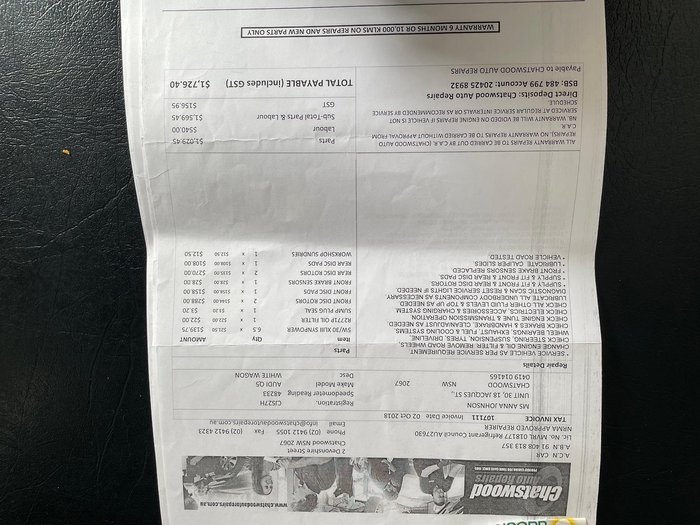 Chatswood
Auto Repairs
www.chatswoodautorepairs.com.au
A.C.N CAR
A.B.N 91 408 813 357
Lic No. MVRL 018177 Refrigerant Council AU27630
NRMA APPROVED REPAIRER
2 Devonshire Street
Chatswood NSW 2067
Phone (02) 9412 1055 Fax (02) 9412 4323
Email info@chatswoodautorepairs.com.au
TAX INVOICE 107111 Invoice Date 02 Oct 2018
MS ANNA JOHNSON
UNIT 18, 30 JACQUES ST.,
CHATSWOOD NSW 2067
0419 014165
Registration. CJS27H
Speedometer Reading 48233
Make Model AUDI Q5
Desc WHITE WAGON
Repair Details
* SERVICE VEHICLE AS PER SERVICE REQUIREMENT
CHANGE ENGINE OIL & FILTER, REMOVE ROAD WHEELS,
CHECK STEERING, SUSPENSION, TYRES, DRIVELINE,
WHEEL BEARINGS, EXHAUST, FUEL & COOLING SYSTEMS
CHECK BRAKES & HANDBRAKE, CLEAN/ADJUST AS NEEDED
CHECK ENGINE TUNE & TRANSMISSION OPERATION
CHECK ELECTRICS, ACCESSORIES & CHARGING SYSTEM
CHECK ALL OTHER FLUID LEVELS & TOP UP AS NEEDED
LUBRICATE ALL UNDERBODY COMPONENTS AS NECESSARY
DIAGNOSTIC SCAN & RESET SERVICE LIGHTS IF NEEDED
* SUPPLY & FIT FRONT & REAR DISC ROTORS
* SUPPLY & FIT FRONT & REAR DISC PADS
* FRONT BRAKE SENSORS REPLACED
LUBRICATE CALIPER SLIDES
* VEHICLE ROAD TESTED
Parts
Item Qty AMOUNT
5W/30 XLII SYNPOWER 6.5 x $21.50 $139.75
R2720P OIL FILTER 1 x $22.00 $22.00
SUMP PLUG SEAL 1 x $3.20
FRONT DISC ROTORS 2 x $144.00 $288.00
FRONT DISC PADS 1 x $158.00 $158.00
FRONT BRAKE SENSORS 1 x $28.00 $28.00
REAR DISC ROTORS 2 x $135.00 $270.00
REAR DISC PADS 1 x $108.00 $108.00
WORKSHOP SUNDRIES 1 x $12.50 $12.50
ALL WARRANTY REPAIRS TO BE CARRIED OUT BY C.A.R. (CHATSWOOD AUTO
REPAIRS). NO WARRANTY REPAIRS TO BE CARRIED WITHOUT APPROVAL FROM
C.A.R
NB. WARRANTY WILL BE VOIDED ON ENGINE REPAIRS IF VEHICLE IS NOT
SERVICED AT REGULAR SERVICE INTERVALS OR AS RECOMMENDED BY SERVICE
SCHEDULE.
Direct Deposits: Chatswood Auto Repairs
BSB: 484 799 Account: 20425 8932
Payable to CHATSWOOD AUTO REPAIRS
Parts $1,029.45
Labour $540.00
Sub-Total Parts & Labour $1,569.45
GST $156.95
TOTAL PAYABLE (Includes GST) $1,726.40
WARRANTY 6 MONTHS OR 10,000 KLMS ON REPAIRS AND NEW PARTS ONLY